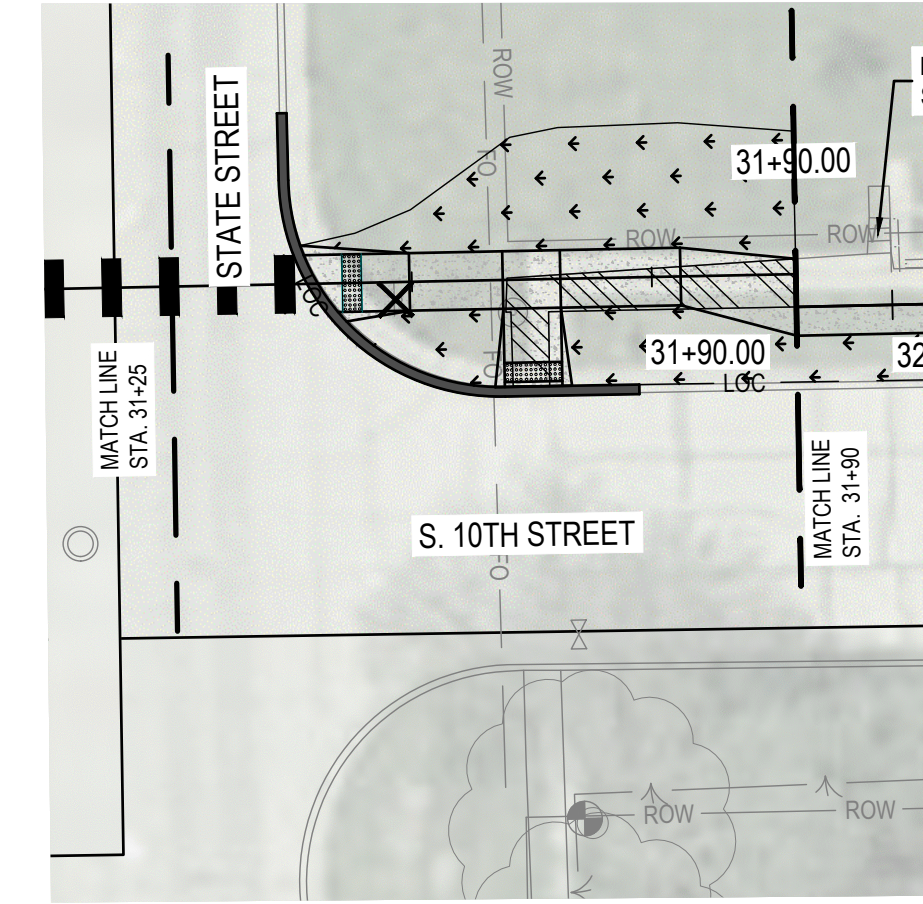 ROW
STATE STREET
FO
31+90.00
ROW
ROW
LOC
FO
31+90.00
32
LOC
MATCH LINE
STA. 31+25
MATCH LINE
STA. 31+90
S. 10TH STREET
FO
ROW
ROW